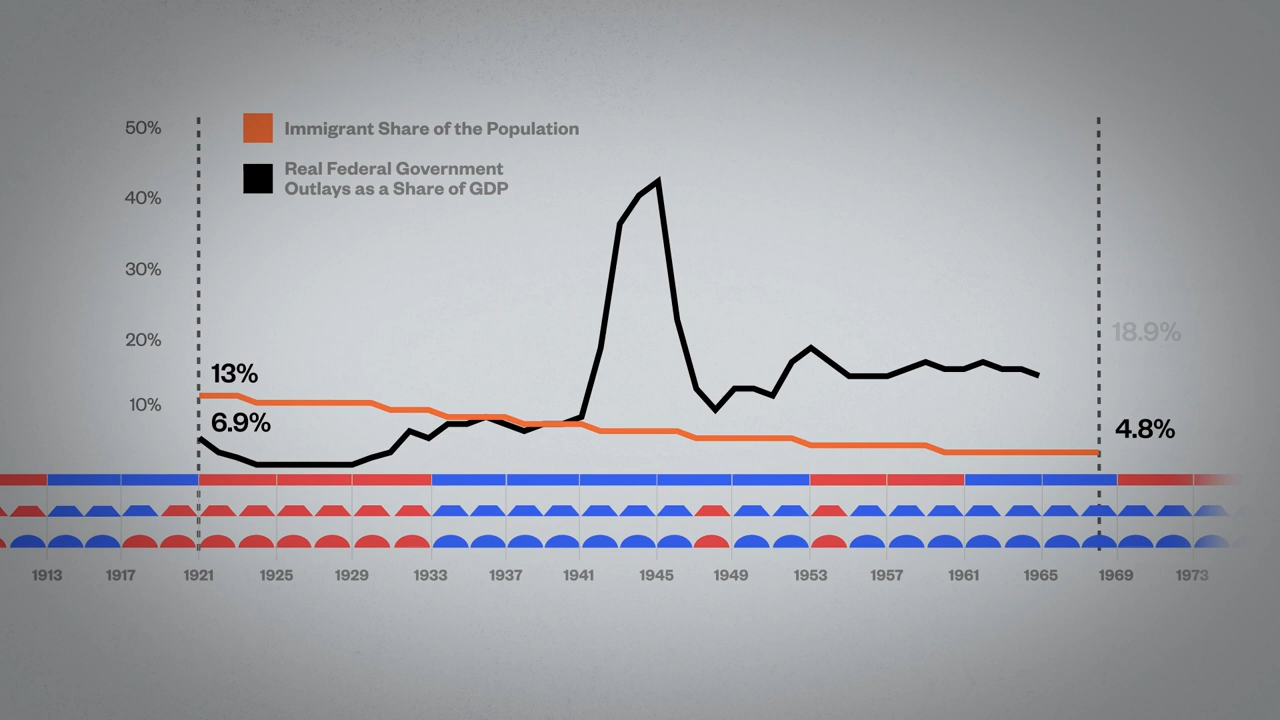 50%
Immigrant Share of the Population
Real Federal Government
Outlays as a Share of GDP
40%
30%
20%
18.9%
13%
10%
6.9%
4.8%
1913 1917 1921 1925 1929 1933 1937 1941 1945 1949 1953 1957 1961 1965 1969 1973